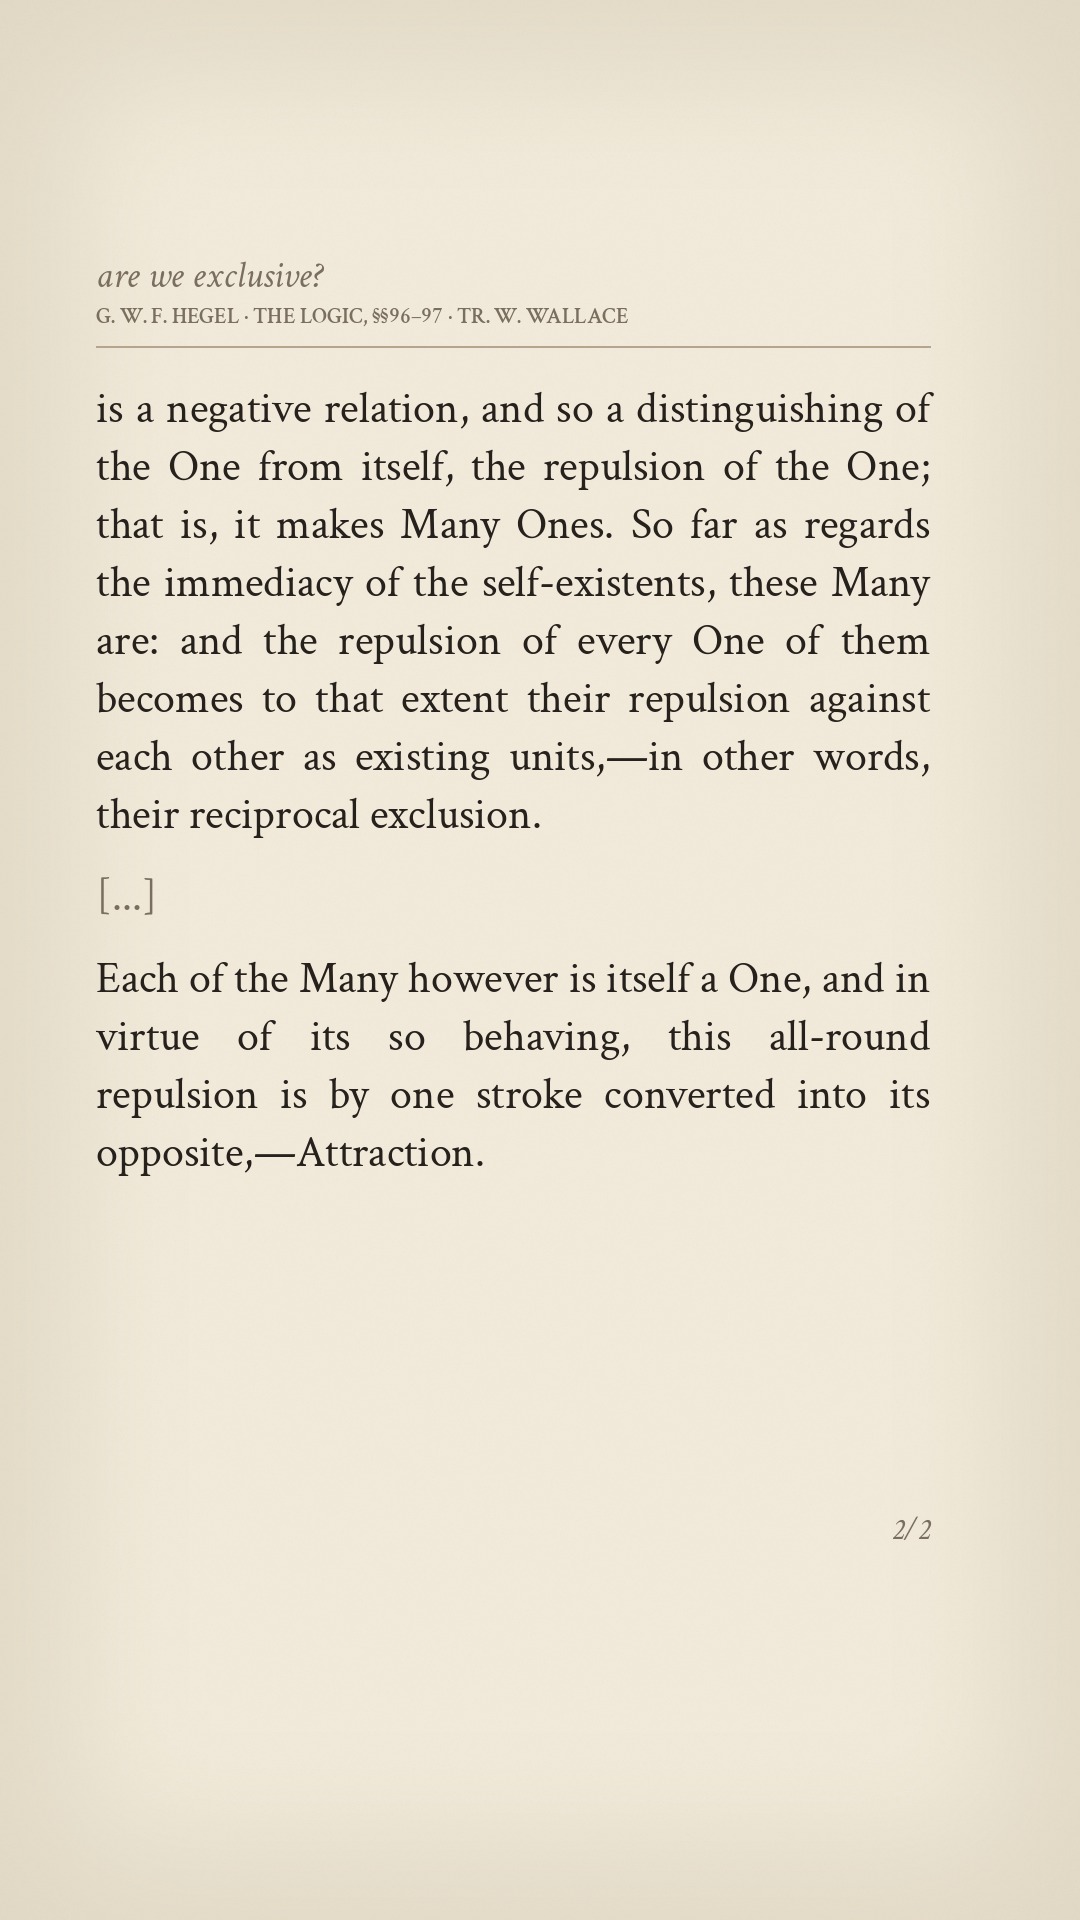 are we exclusive?
G. W. F. HEGEL · THE LOGIC, §§96–97 · TR. W. WALLACE
is a negative relation, and so a distinguishing of
the One from itself, the repulsion of the One;
that is, it makes Many Ones. So far as regards
the immediacy of the self-existents, these Many
are: and the repulsion of every One of them
becomes to that extent their repulsion against
each other as existing units,—in other words,
their reciprocal exclusion.
[...]
Each of the Many however is itself a One, and in
virtue of its so behaving, this all-round
repulsion is by one stroke converted into its
opposite,—Attraction.
2/2